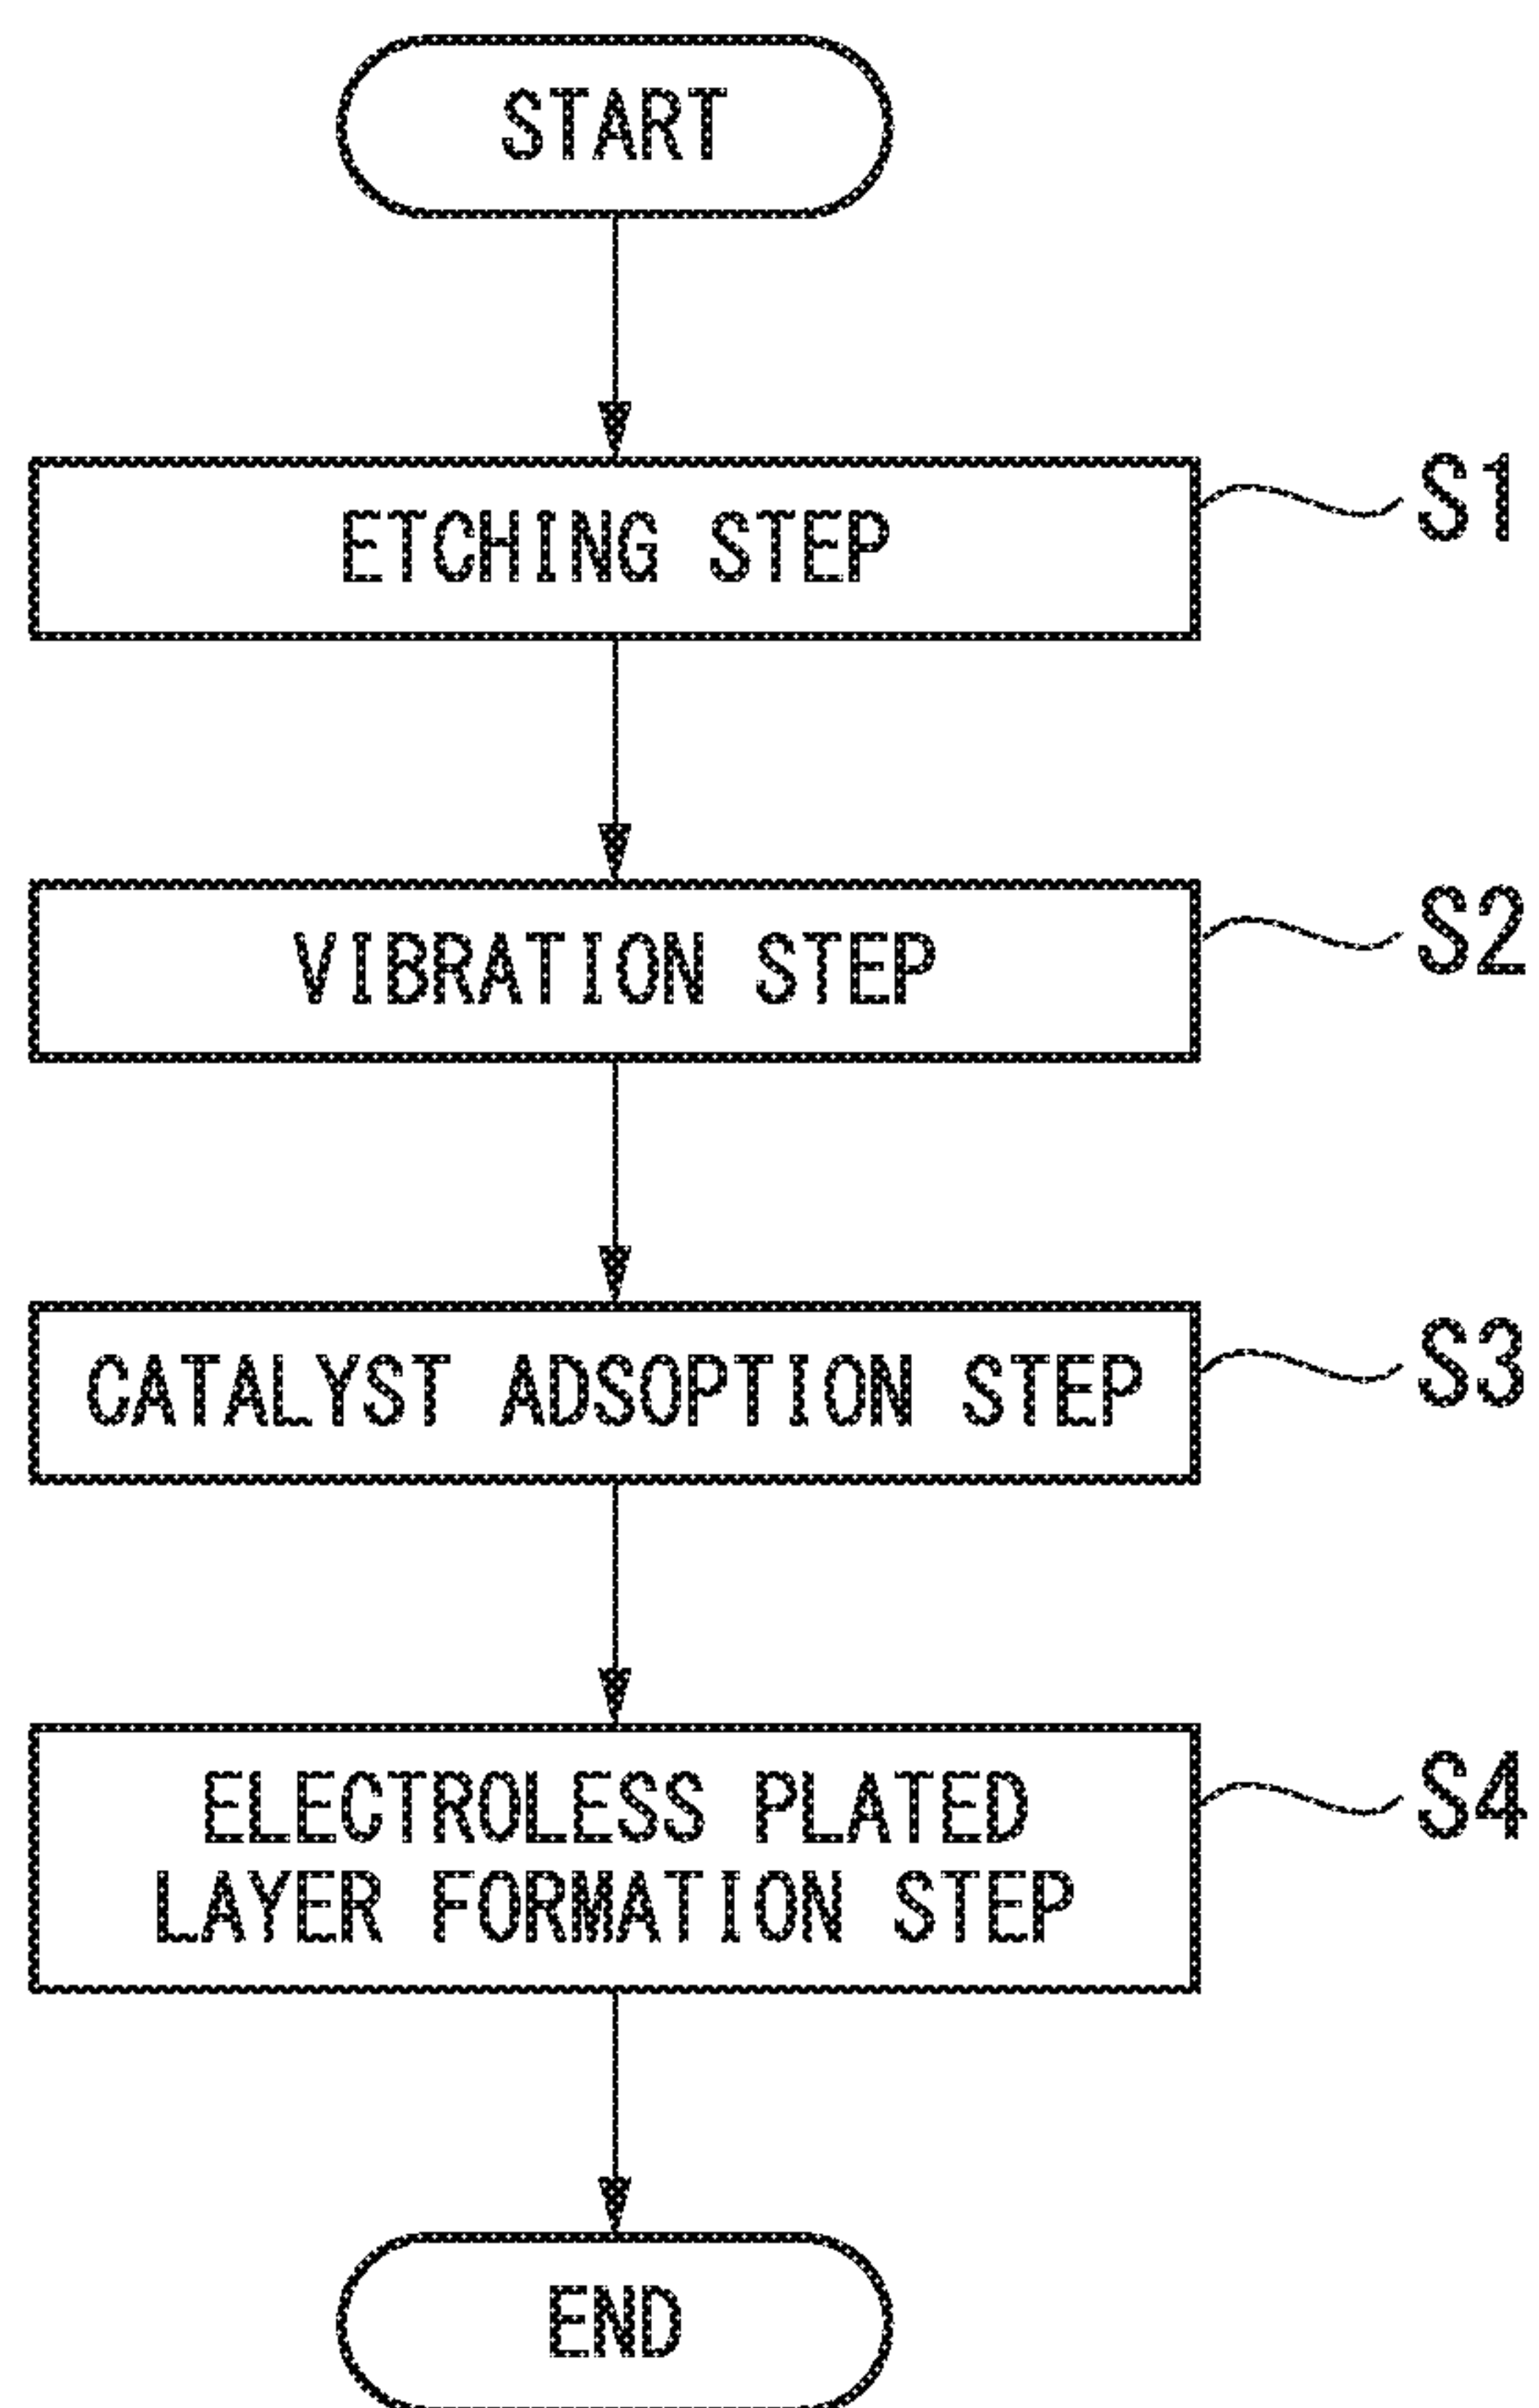 START
ETCHING STEP
S1
VIBRATION STEP
S2
CATALYST ADSOPTION STEP
S3
ELECTROLESS PLATED
LAYER FORMATION STEP
S4
END